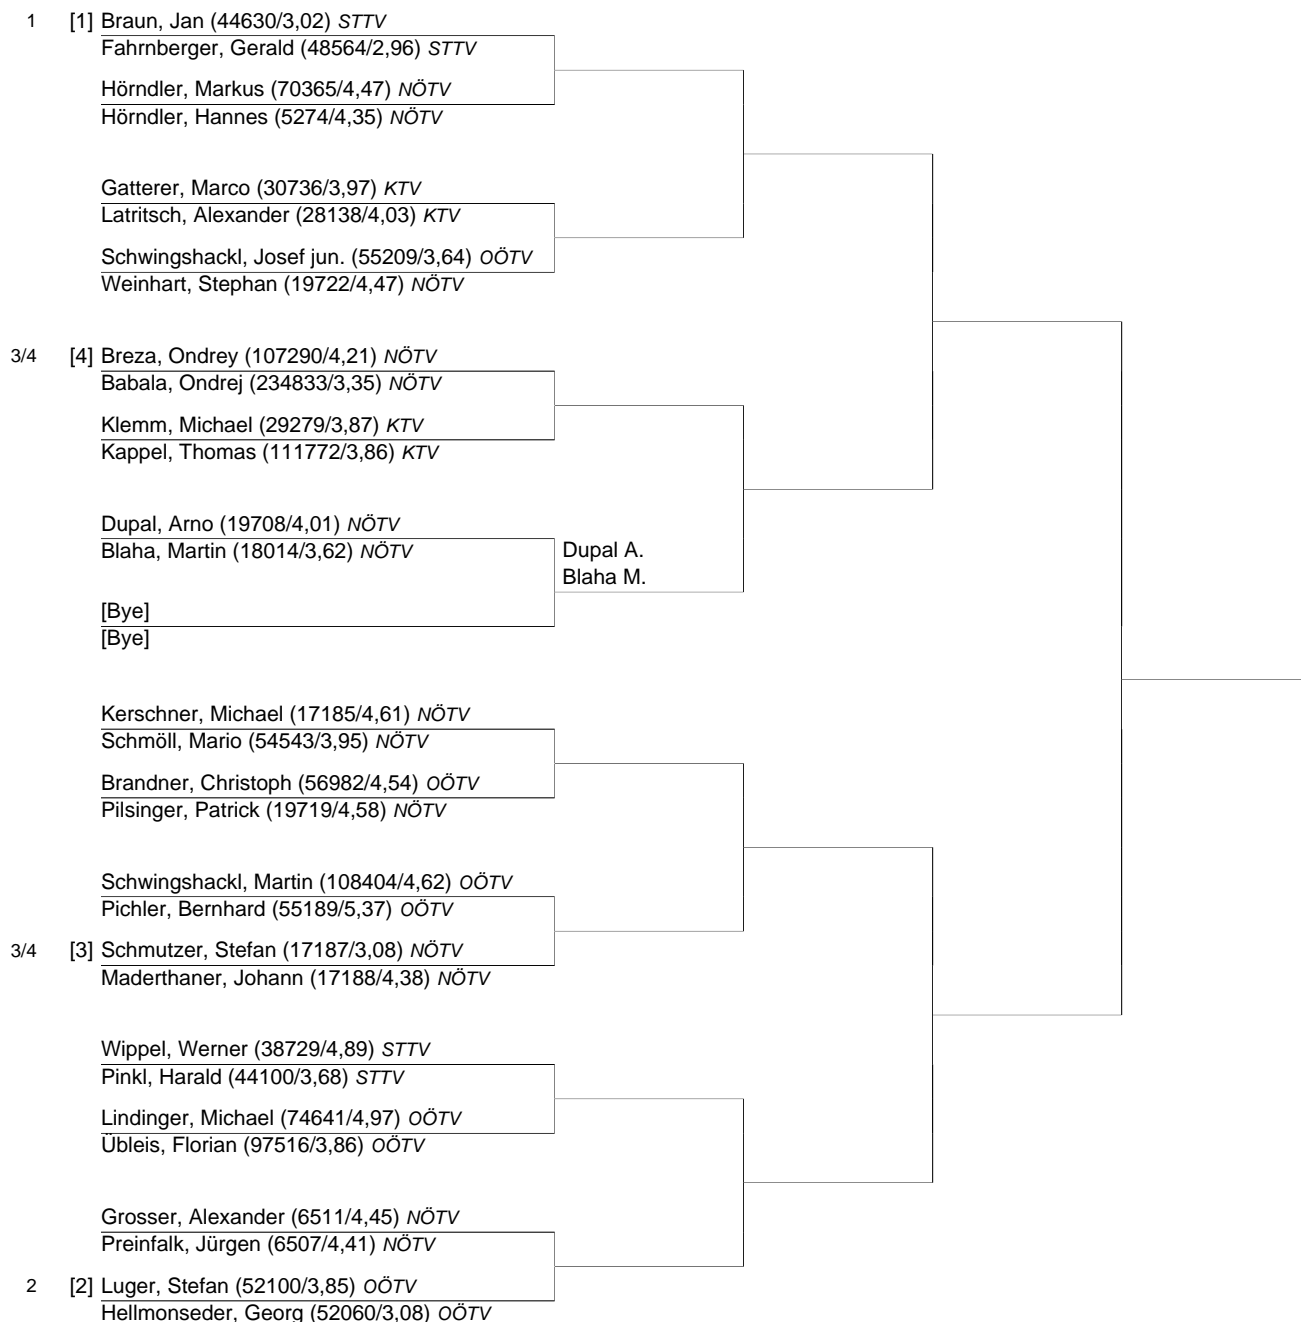 1 [1] Braun, Jan (44630/3,02) STTV
Fahrnberger, Gerald (48564/2,96) STTV
Hörndler, Markus (70365/4,47) NÖTV
Hörndler, Hannes (5274/4,35) NÖTV
Gatterer, Marco (30736/3,97) KTV
Latritsch, Alexander (28138/4,03) KTV
Schwingshackl, Josef jun. (55209/3,64) OÖTV
Weinhart, Stephan (19722/4,47) NÖTV
3/4 [4] Breza, Ondrey (107290/4,21) NÖTV
Babala, Ondrej (234833/3,35) NÖTV
Klemm, Michael (29279/3,87) KTV
Kappel, Thomas (111772/3,86) KTV
Dupal, Arno (19708/4,01) NÖTV
Blaha, Martin (18014/3,62) NÖTV
Dupal A.
Blaha M.
[Bye]
[Bye]
Kerschner, Michael (17185/4,61) NÖTV
Schmöll, Mario (54543/3,95) NÖTV
Brandner, Christoph (56982/4,54) OÖTV
Pilsinger, Patrick (19719/4,58) NÖTV
Schwingshackl, Martin (108404/4,62) OÖTV
Pichler, Bernhard (55189/5,37) OÖTV
3/4 [3] Schmutzer, Stefan (17187/3,08) NÖTV
Maderthaner, Johann (17188/4,38) NÖTV
Wippel, Werner (38729/4,89) STTV
Pinkl, Harald (44100/3,68) STTV
Lindinger, Michael (74641/4,97) OÖTV
Übleis, Florian (97516/3,86) OÖTV
Grosser, Alexander (6511/4,45) NÖTV
Preinfalk, Jürgen (6507/4,41) NÖTV
2 [2] Luger, Stefan (52100/3,85) OÖTV
Hellmonseder, Georg (52060/3,08) OÖTV